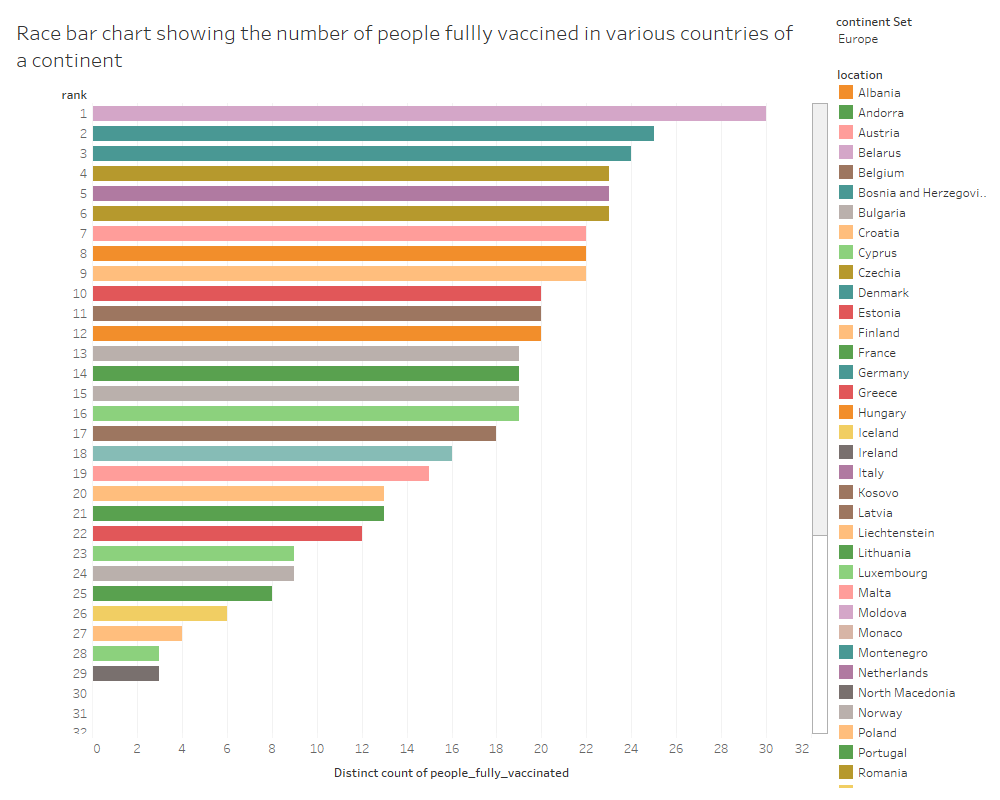 Race bar chart showing the number of people fullly vaccined in various countries of
a continent
rank
1
2
3
4
5
6
7
8
9
10
11
12
13
14
15
16
17
18
19
20
21
22
23
24
25
26
27
28
29
30
31
32
0 2 4 6 8 10 12 14 16 18 20 22 24 26 28 30 32
Distinct count of people_fully_vaccinated
continent Set
Europe
location
Albania
Andorra
Austria
Belarus
Belgium
Bosnia and Herzegovi..
Bulgaria
Croatia
Cyprus
Czechia
Denmark
Estonia
Finland
France
Germany
Greece
Hungary
Iceland
Ireland
Italy
Kosovo
Latvia
Liechtenstein
Lithuania
Luxembourg
Malta
Moldova
Monaco
Montenegro
Netherlands
North Macedonia
Norway
Poland
Portugal
Romania